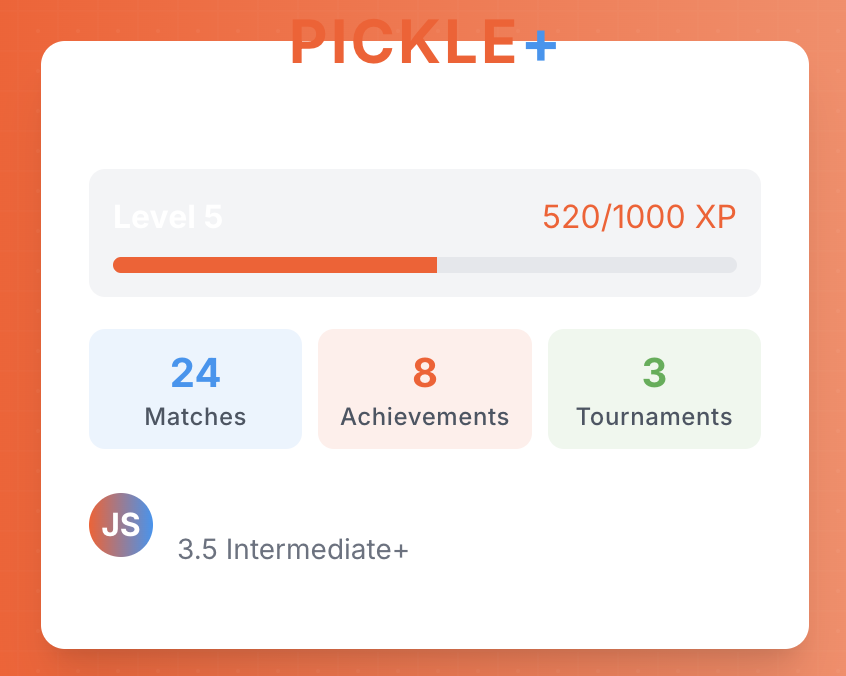 PICKLE+
Level 5 520/1000 XP
24 8 3
Matches Achievements Tournaments
JS
3.5 Intermediate+